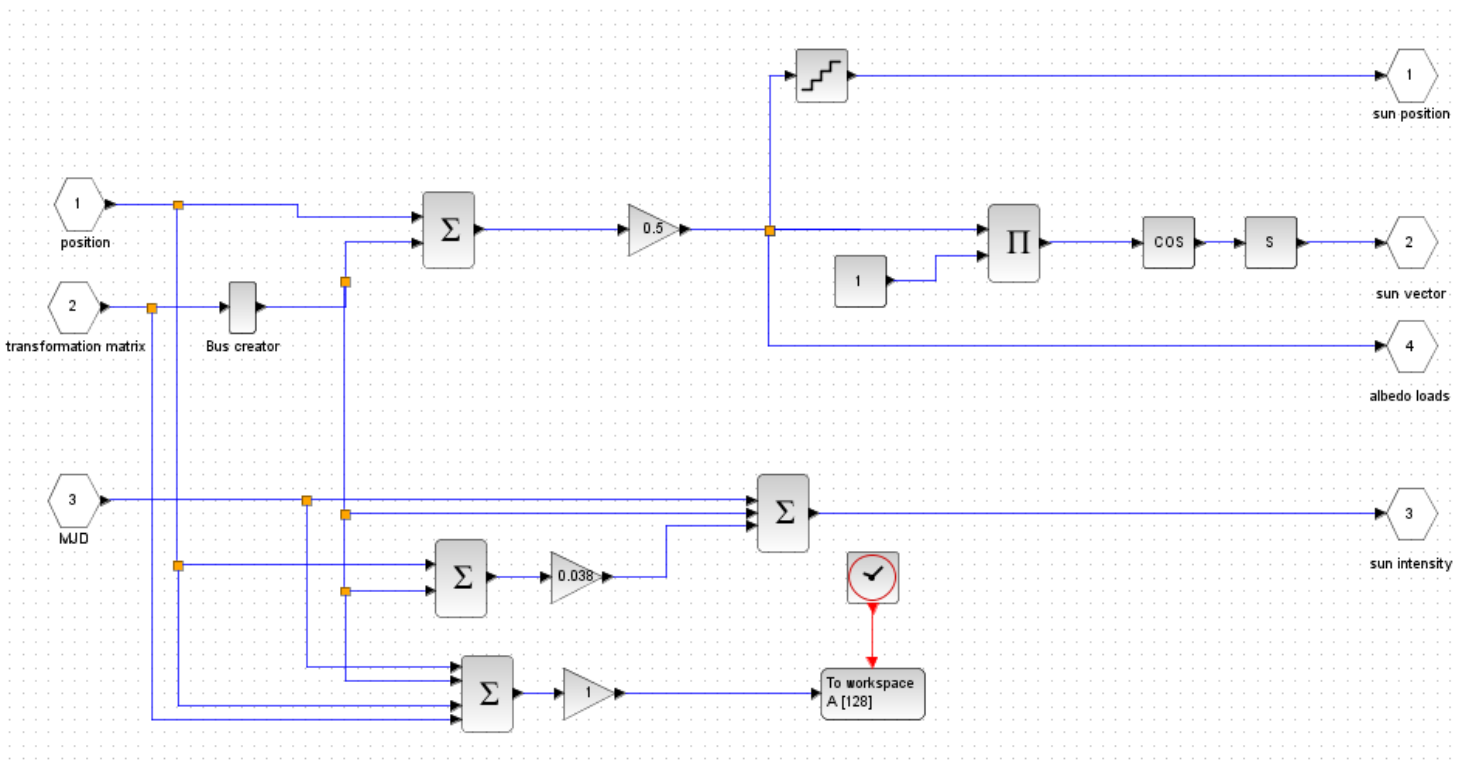 1
sun position
1
position
Σ
0.5
Π
COS
S
2
sun vector
2
transformation matrix
Bus creator
1
4
albedo loads
3
MJD
Σ
3
sun intensity
Σ
0.038
Σ
1
To workspace
A [128]